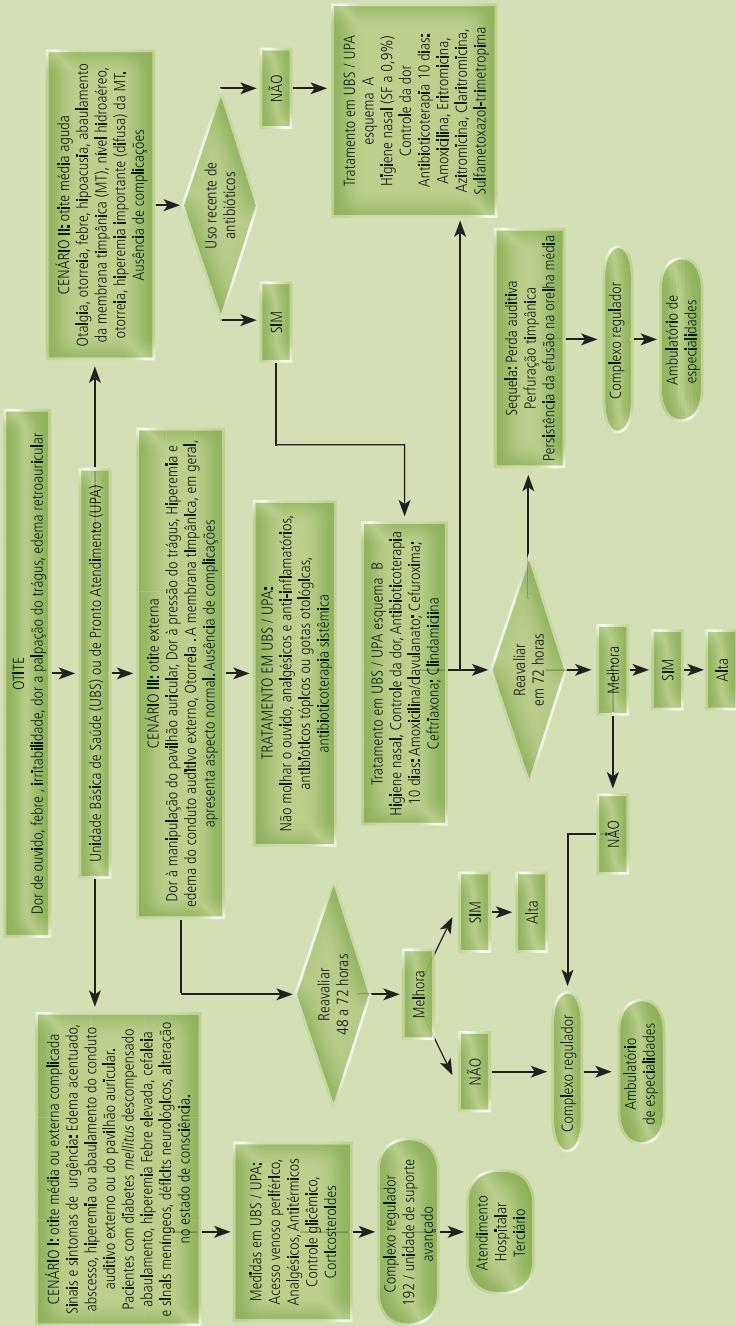 OTITE
Dor de ouvido, febre , irritabilidade, dor a palpação do trágus, edema retroauricular
Unidade Básica de Saúde (UBS) ou de Pronto Atendimento (UPA)
CENÁRIO I: otite média ou externa complicada
Sinais e sintomas de urgência: Edema acentuado,
abscesso, hiperemia ou abaulamento do conduto
auditivo externo ou do pavilhão auricular.
Pacientes com diabetes mellitus descompensado
abaulamento, hiperemia Febre elevada, cefaleia
e sinais meníngeos, déficits neurológicos, alteração
no estado de consciência.
Medidas em UBS / UPA:
Acesso venoso periférico,
Analgésicos, Antitérmicos
Controle glicêmico,
Corticosteroides
Complexo regulador
192 / unidade de suporte
avançado
Atendimento
Hospitalar
Terciário
CENÁRIO III: otite externa
Dor à manipulação do pavilhão auricular, Dor à pressão do trágus, Hiperemia e
edema do conduto auditivo externo, Otorreia . A membrana timpânica, em geral,
apresenta aspecto normal. Ausência de complicações
TRATAMENTO EM UBS / UPA:
Não molhar o ouvido, analgésicos e anti-inflamatórios,
antibióticos tópicos ou gotas otológicas,
antibioticoterapia sistêmica
Reavaliar
48 a 72 horas
Melhora
NÃO
SIM
Alta
Complexo regulador
Ambulatório
de especialidades
CENÁRIO II: otite média aguda
Otalgia, otorreia, febre, hipoacusia, abaulamento
da membrana timpânica (MT), nível hidroaéreo,
otorreia, hiperemia importante (difusa) da MT.
Ausência de complicações
Uso recente de
antibióticos
SIM
NÃO
Tratamento em UBS / UPA
esquema A
Higiene nasal (SF a 0,9%)
Controle da dor
Antibioticoterapia 10 dias:
Amoxicilina, Eritromicina,
Azitromicina, Claritromicina,
Sulfametoxazol-trimetropima
Tratamento em UBS / UPA esquema B
Higiene nasal, Controle da dor, Antibioticoterapia
10 dias: Amoxicilina/clavulanato; Cefuroxima;
Ceftriaxona; Clindamiciina
Reavaliar
em 72 horas
Melhora
NÃO
SIM
Alta
Sequela: Perda auditiva
Perfuração timpânica
Persistência da efusão na orelha média
Complexo regulador
Ambulatório de
especialidades